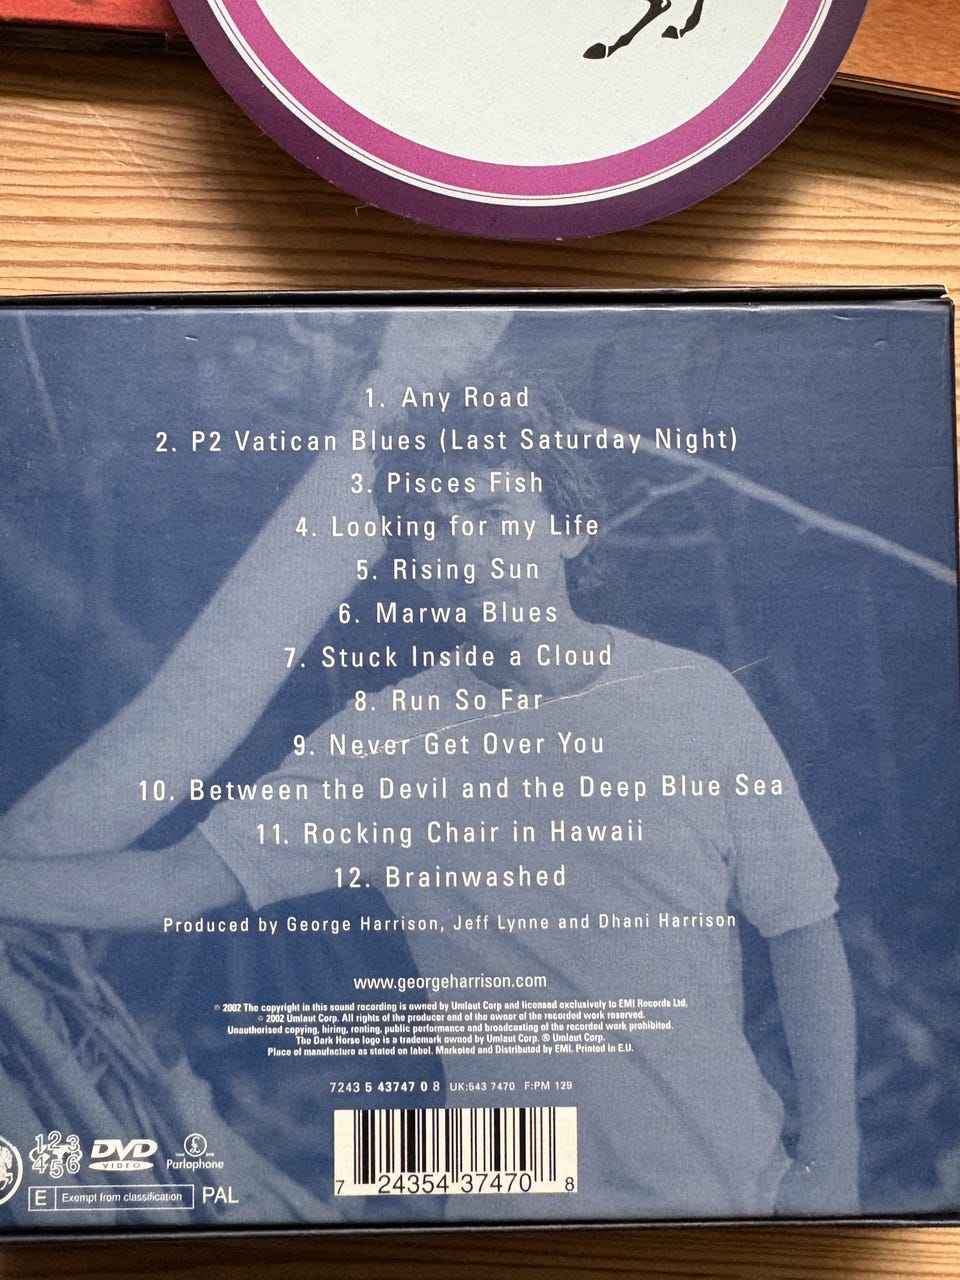 1. Any Road
2. P2 Vatican Blues (Last Saturday Night)
3. Pisces Fish
4. Looking for my Life
5. Rising Sun
6. Marwa Blues
7. Stuck Inside a Cloud
8. Run So Far
9. Never Get Over You
10. Between the Devil and the Deep Blue Sea
11. Rocking Chair in Hawaii
12. Brainwashed
Produced by George Harrison, Jeff Lynne and Dhani Harrison
www.georgeharrison.com
℗ 2002 The copyright in this sound recording is owned by Umlaut Corp and licensed exclusively to EMI Records Ltd.
© 2002 Umlaut Corp. All rights of the producer and of the owner of the recorded work reserved.
Unauthorised copying, hiring, renting, public performance and broadcasting of the recorded work prohibited.
The Dark Horse logo is a trademark owned by Umlaut Corp. ® Umlaut Corp.
Place of manufacture as stated on label. Marketed and Distributed by EMI. Printed in E.U.
7243 5 43747 0 8 UK:543 7470 F:PM 129
7 24354 37470 8
123
456
DVD
VIDEO
£
Parlophone
E Exempt from classification PAL